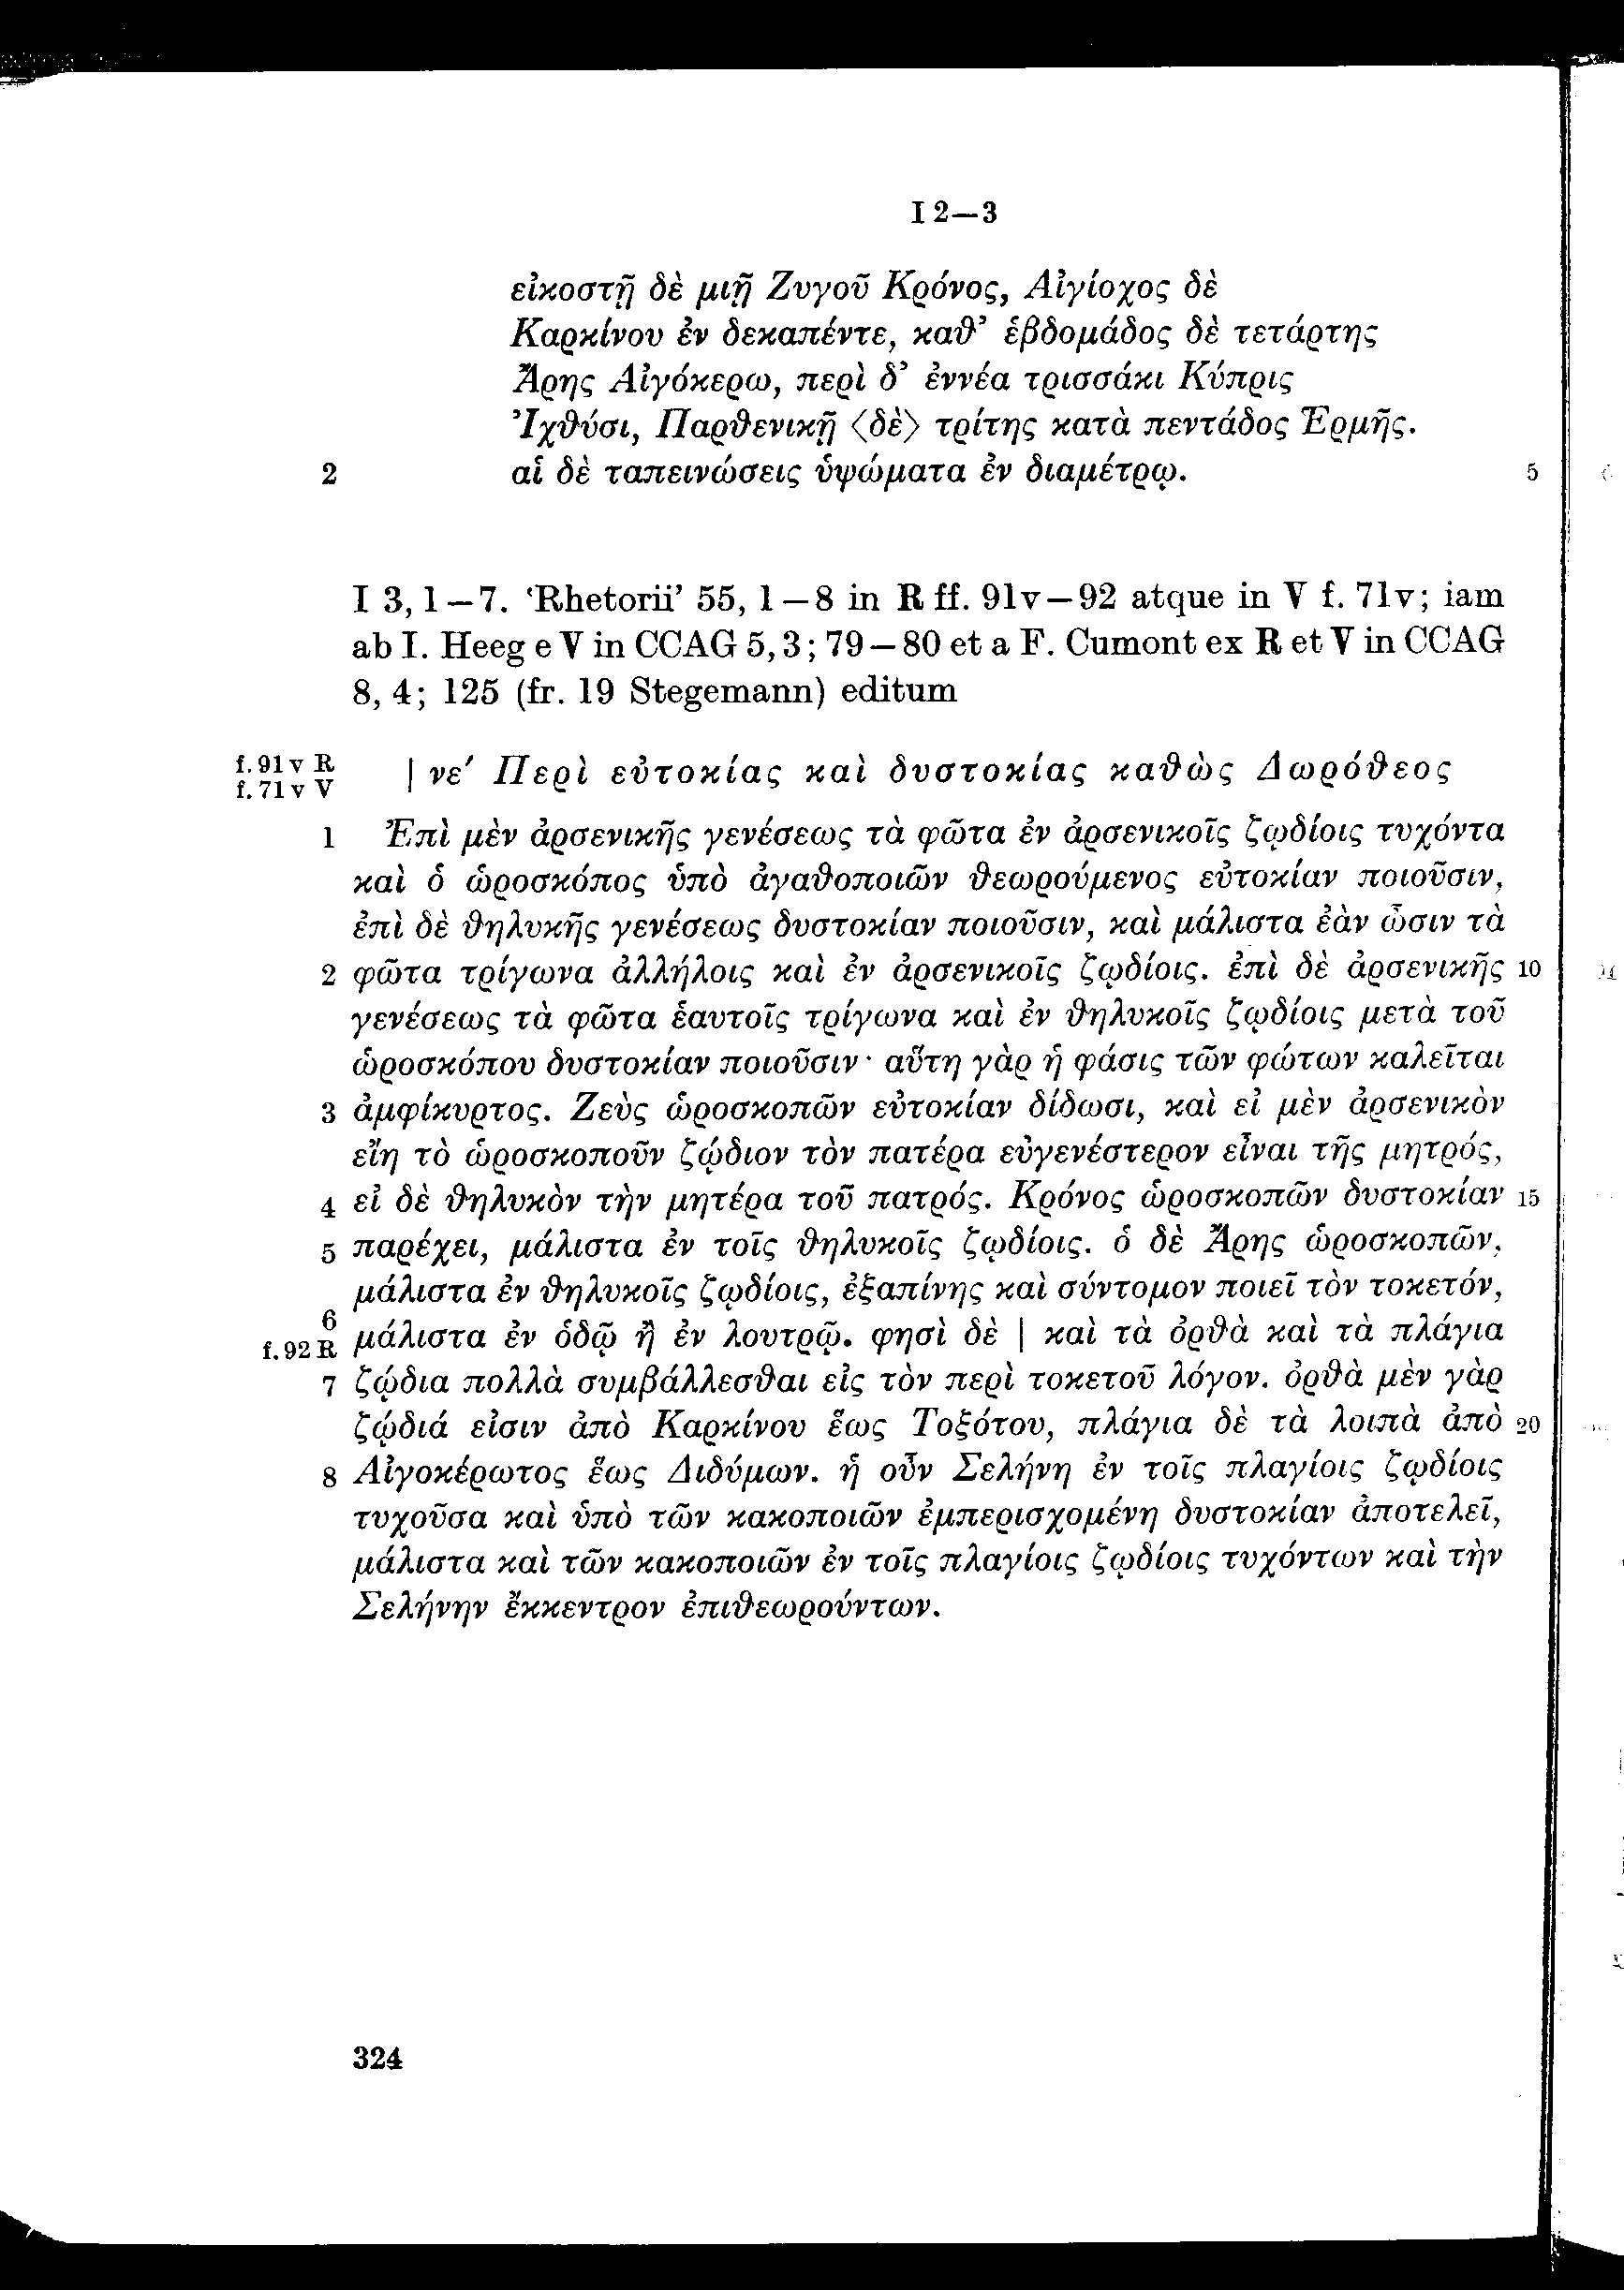 I 2—3
εἰκοστῇ δὲ μιῇ Ζυγοῦ Κρόνος, Αἰγίοχος δὲ
Καρκίνου ἐν δεκαπέντε, καθ’ ἑβδομάδος δὲ τετάρτης
Ἄρης Αἰγόκερω, περὶ δ’ ἐννέα τρισσάκι Κύπρις
Ἰχθύσι, Παρθενικῇ ⟨δὲ⟩ τρίτης κατὰ πεντάδος Ἑρμῆς.
2 αἱ δὲ ταπεινώσεις ὑψώματα ἐν διαμέτρῳ. 5
I 3, 1—7. ‘Rhetorii’ 55, 1—8 in R ff. 91v—92 atque in V f. 71v; iam
ab I. Heeg e V in CCAG 5, 3; 79—80 et a F. Cumont ex R et V in CCAG
8, 4; 125 (fr. 19 Stegemann) editum
f. 91v R
f. 71v V | νε′ Περὶ εὐτοκίας καὶ δυστοκίας καθὼς Δωρόθεος
1 Ἐπὶ μὲν ἀρσενικῆς γενέσεως τὰ φῶτα ἐν ἀρσενικοῖς ζῳδίοις τυχόντα
καὶ ὁ ὡροσκόπος ὑπὸ ἀγαθοποιῶν θεωρούμενος εὐτοκίαν ποιοῦσιν,
ἐπὶ δὲ θηλυκῆς γενέσεως δυστοκίαν ποιοῦσιν, καὶ μάλιστα ἐὰν ὦσιν τὰ
2 φῶτα τρίγωνα ἀλλήλοις καὶ ἐν ἀρσενικοῖς ζῳδίοις. ἐπὶ δὲ ἀρσενικῆς 10
γενέσεως τὰ φῶτα ἑαυτοῖς τρίγωνα καὶ ἐν θηλυκοῖς ζῳδίοις μετὰ τοῦ
ὡροσκόπου δυστοκίαν ποιοῦσιν· αὕτη γὰρ ἡ φάσις τῶν φώτων καλεῖται
3 ἀμφίκυρτος. Ζεὺς ὡροσκοπῶν εὐτοκίαν δίδωσι, καὶ εἰ μὲν ἀρσενικὸν
εἴη τὸ ὡροσκοποῦν ζῴδιον τὸν πατέρα εὐγενέστερον εἶναι τῆς μητρός,
4 εἰ δὲ θηλυκὸν τὴν μητέρα τοῦ πατρός. Κρόνος ὡροσκοπῶν δυστοκίαν 15
5 παρέχει, μάλιστα ἐν τοῖς θηλυκοῖς ζῳδίοις. ὁ δὲ Ἄρης ὡροσκοπῶν,
μάλιστα ἐν θηλυκοῖς ζῳδίοις, ἐξαπίνης καὶ σύντομον ποιεῖ τὸν τοκετόν,
6
f. 92 R μάλιστα ἐν ὁδῷ ἢ ἐν λουτρῷ. φησὶ δὲ | καὶ τὰ ὀρθὰ καὶ τὰ πλάγια
7 ζῴδια πολλὰ συμβάλλεσθαι εἰς τὸν περὶ τοκετοῦ λόγον. ὀρθὰ μὲν γὰρ
ζῴδιά εἰσιν ἀπὸ Καρκίνου ἕως Τοξότου, πλάγια δὲ τὰ λοιπὰ ἀπὸ 20
8 Αἰγοκέρωτος ἕως Διδύμων. ἡ οὖν Σελήνη ἐν τοῖς πλαγίοις ζῳδίοις
τυχοῦσα καὶ ὑπὸ τῶν κακοποιῶν ἐμπερισχομένη δυστοκίαν ἀποτελεῖ,
μάλιστα καὶ τῶν κακοποιῶν ἐν τοῖς πλαγίοις ζῳδίοις τυχόντων καὶ τὴν
Σελήνην ἔκκεντρον ἐπιθεωρούντων.
324